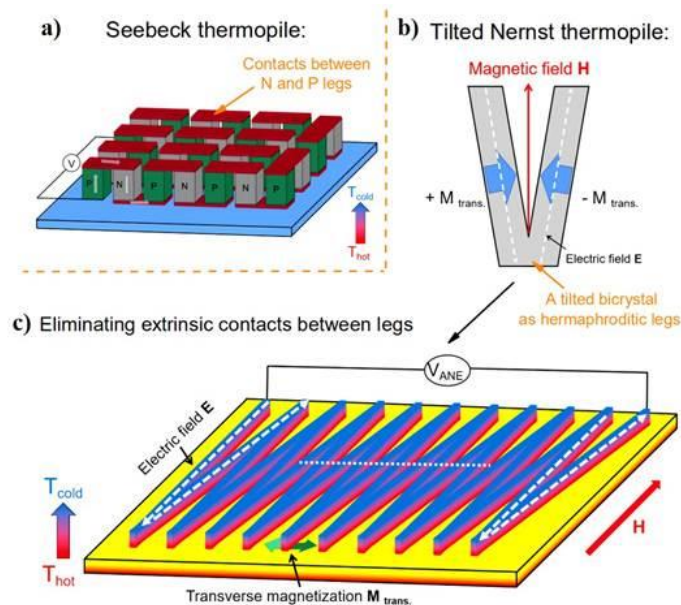 a) Seebeck thermopile:
Contacts between
N and P legs
V
P N P N P N P
T cold
T hot
b) Tilted Nernst thermopile:
Magnetic field H
+ M trans.
- M trans.
Electric field E
A tilted bicrystal
as hermaphroditic legs
c) Eliminating extrinsic contacts between legs
V ANE
Electric field E
T cold
T hot
H
Transverse magnetization M trans.